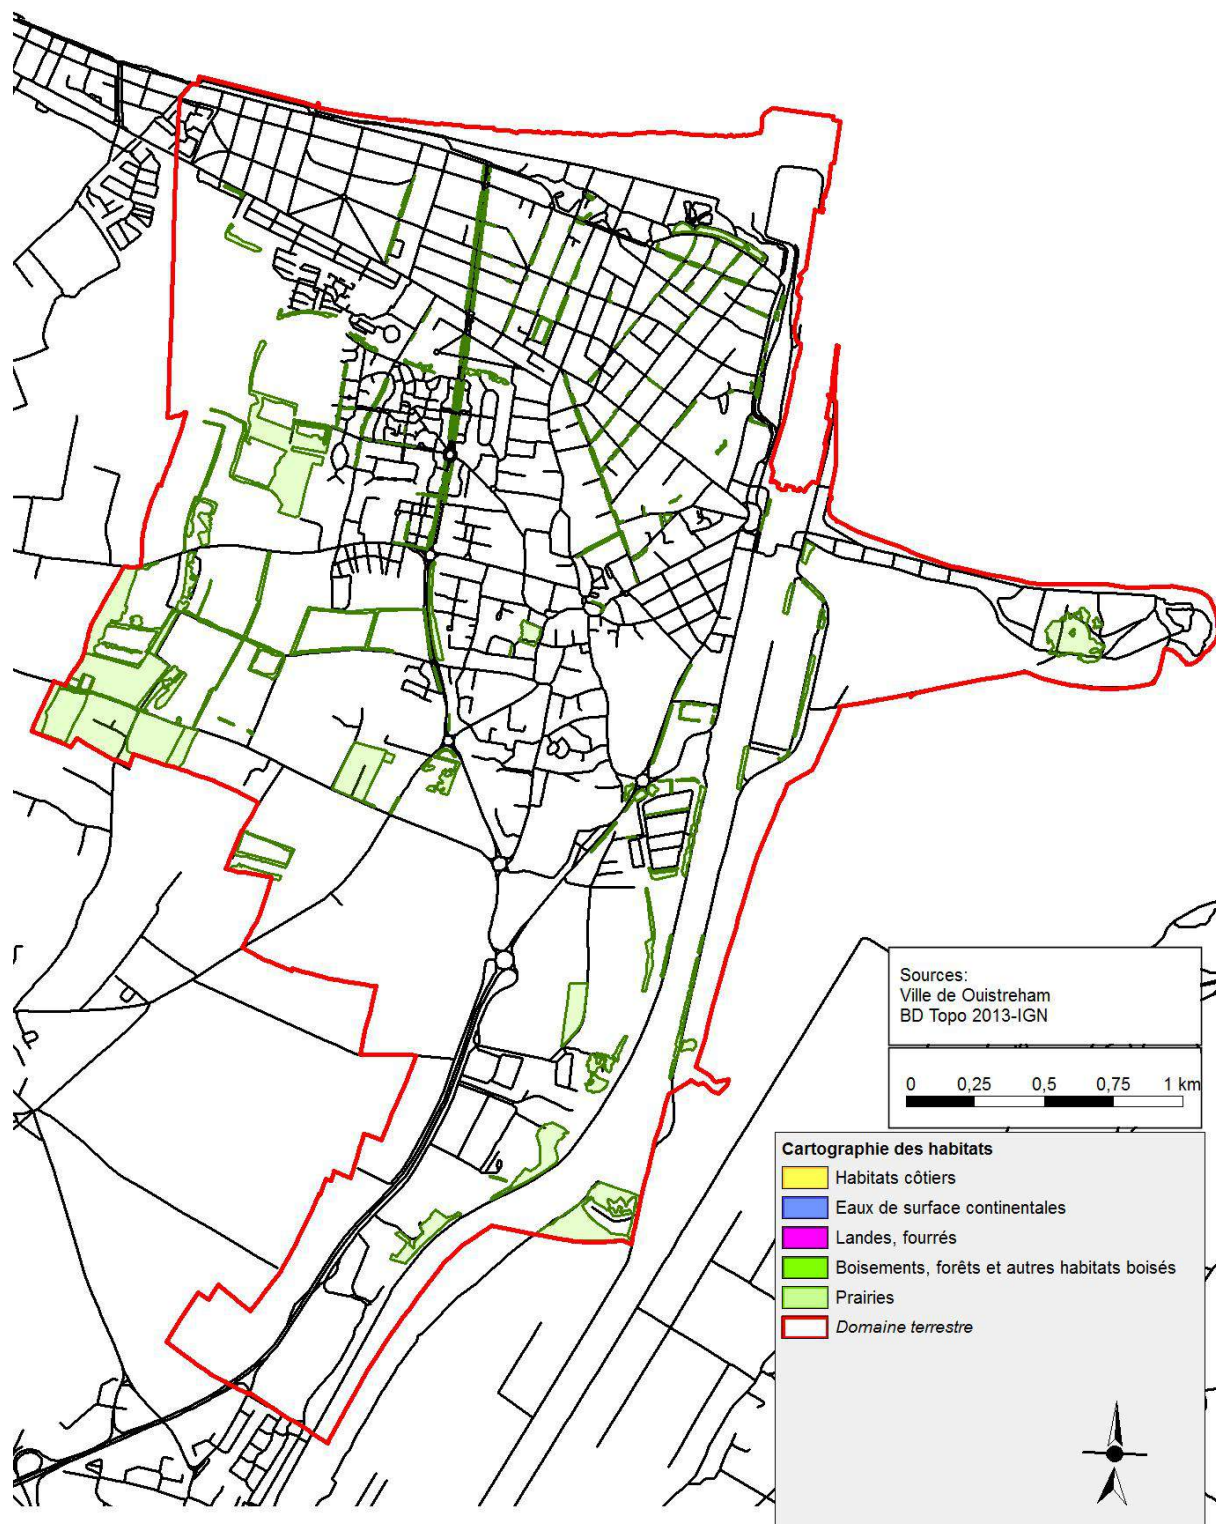 Sources:
Ville de Ouistreham
BD Topo 2013-IGN
0 0,25 0,5 0,75 1 km
Cartographie des habitats
Habitats côtiers
Eaux de surface continentales
Landes, fourrés
Boisements, forêts et autres habitats boisés
Prairies
Domaine terrestre